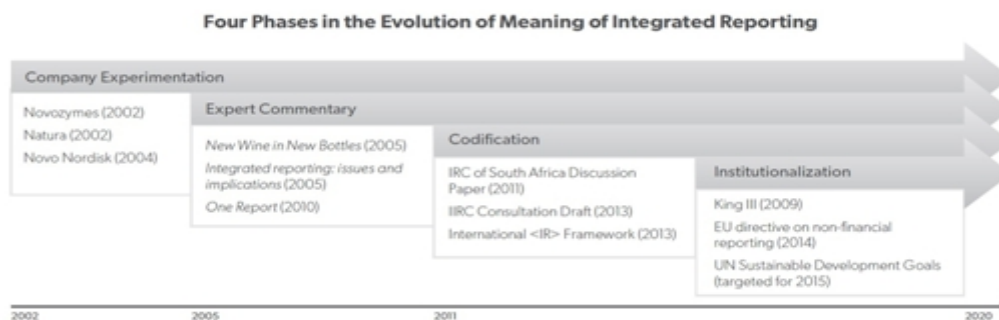 Four Phases in the Evolution of Meaning of Integrated Reporting
Company Experimentation
Novozymes (2002)
Natura (2002)
Novo Nordisk (2004)
Expert Commentary
New Wine in New Bottles (2005)
Integrated reporting: issues and
implications (2005)
One Report (2010)
Codification
IRC of South Africa Discussion
Paper (2011)
IIRC Consultation Draft (2013)
International <IR> Framework (2013)
Institutionalization
King III (2009)
EU directive on non-financial
reporting (2014)
UN Sustainable Development Goals
(targeted for 2015)
2002 2005 2011 2020